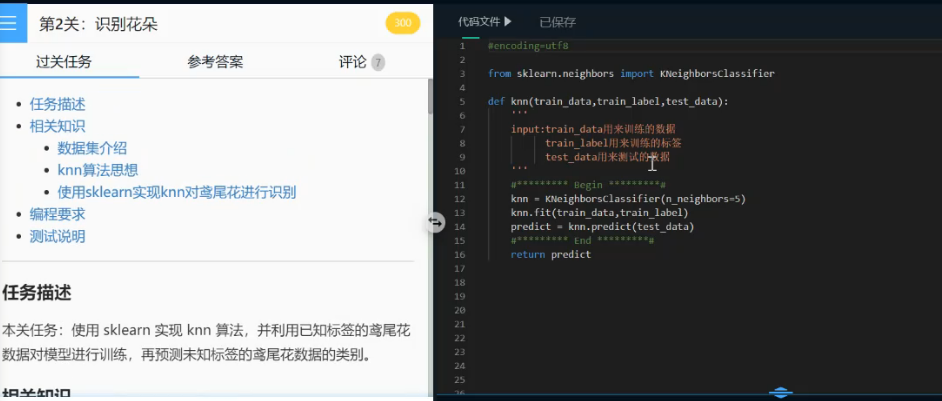 第2关：识别花朵
300
过关任务
参考答案
评论 7
任务描述
相关知识
数据集介绍
knn算法思想
使用sklearn实现knn对鸢尾花进行识别
编程要求
测试说明
任务描述
本关任务：使用 sklearn 实现 knn 算法，并利用已知标签的鸢尾花
数据对模型进行训练，再预测未知标签的鸢尾花数据的类别。
相关知识
代码文件
已保存
1 #encoding=utf8
2
3 from sklearn.neighbors import KNeighborsClassifier
4
5 def knn(train_data,train_label,test_data):
6 '''
7 input:train_data用来训练的数据
8 train_label用来训练的标签
9 test_data用来测试的数据
10 '''
11 #********* Begin *********#
12 knn = KNeighborsClassifier(n_neighbors=5)
13 knn.fit(train_data,train_label)
14 predict = knn.predict(test_data)
15 #********* End *********#
16 return predict
17
18
19
20
21
22
23
24
25
26